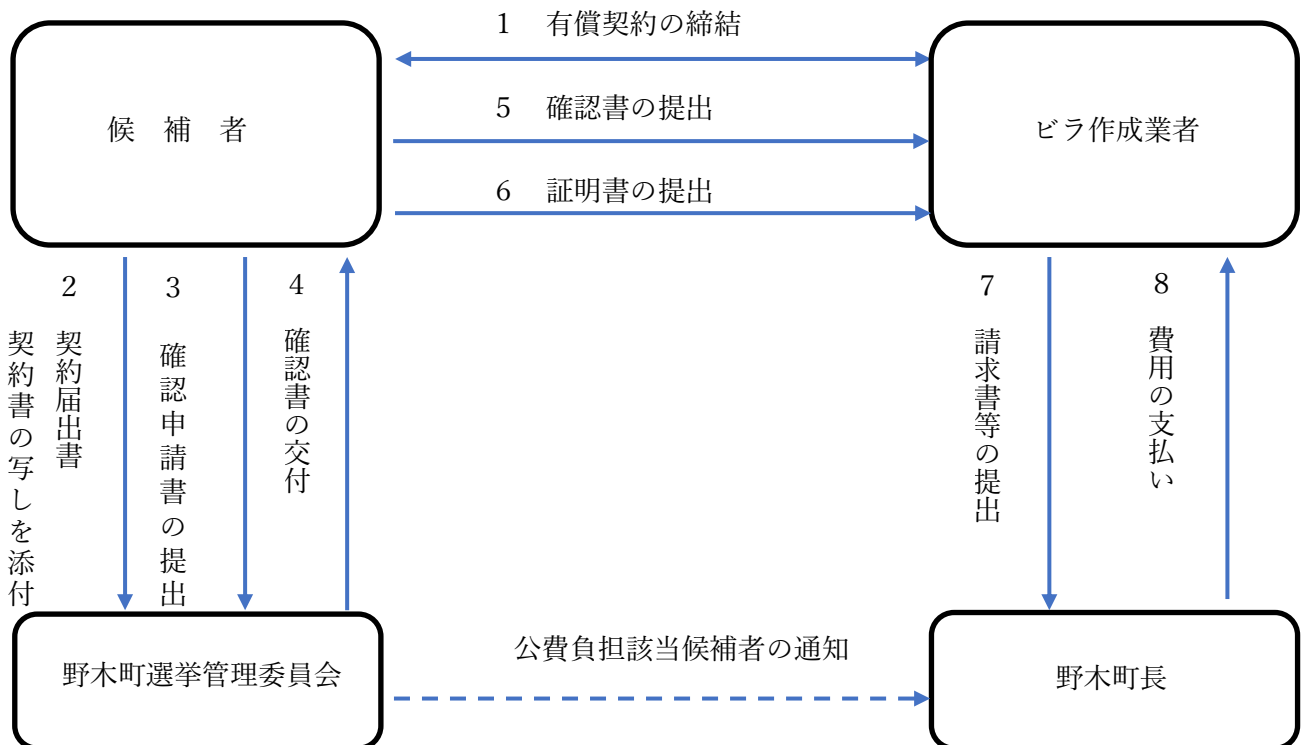 1 有償契約の締結
候 補 者
5 確認書の提出
ビラ作成業者
6 証明書の提出
2 契約届出書
契約書の写しを添付
3 確認申請書の提出
4 確認書の交付
7 請求書等の提出
8 費用の支払い
野木町選挙管理委員会
公費負担該当候補者の通知
野木町長